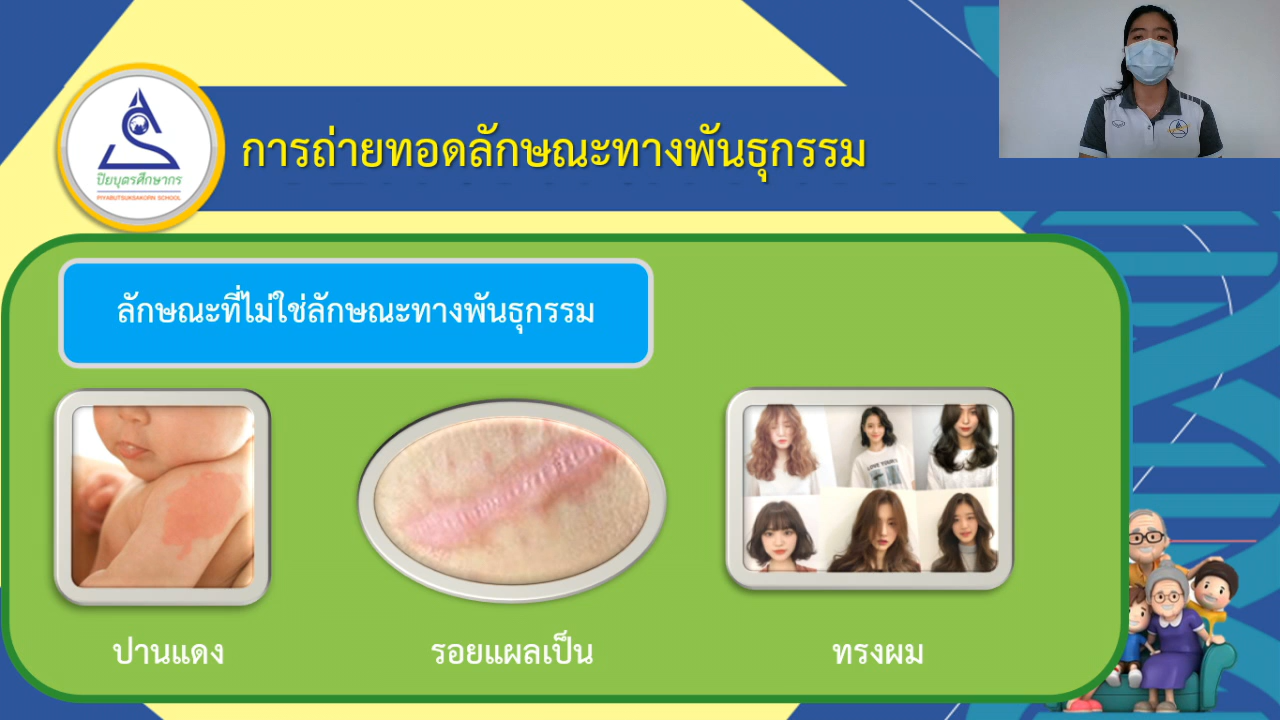 ปิยบุตรศึกษากร
PIYABUTSUKSAKORN SCHOOL
การถ่ายทอดลักษณะทางพันธุกรรม
ลักษณะที่ไม่ใช่ลักษณะทางพันธุกรรม
ปานแดง
รอยแผลเป็น
ทรงผม